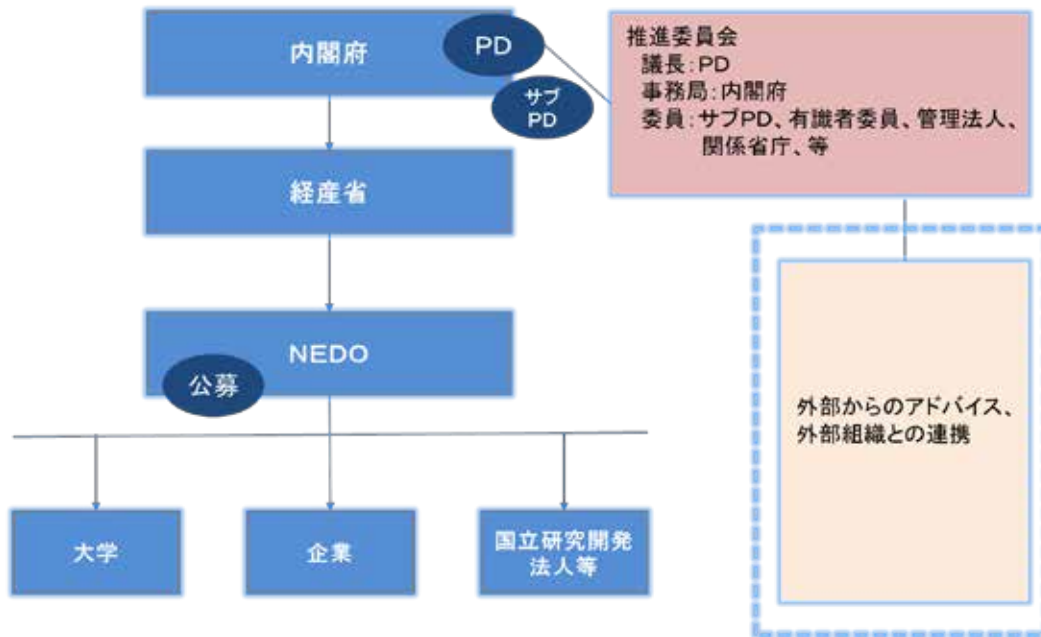 内閣府
PD
サブ
PD
推進委員会
議長:PD
事務局:内閣府
委員:サブPD、有識者委員、管理法人、
関係省庁、等
経産省
NEDO
公募
外部からのアドバイス、
外部組織との連携
大学
企業
国立研究開発
法人等